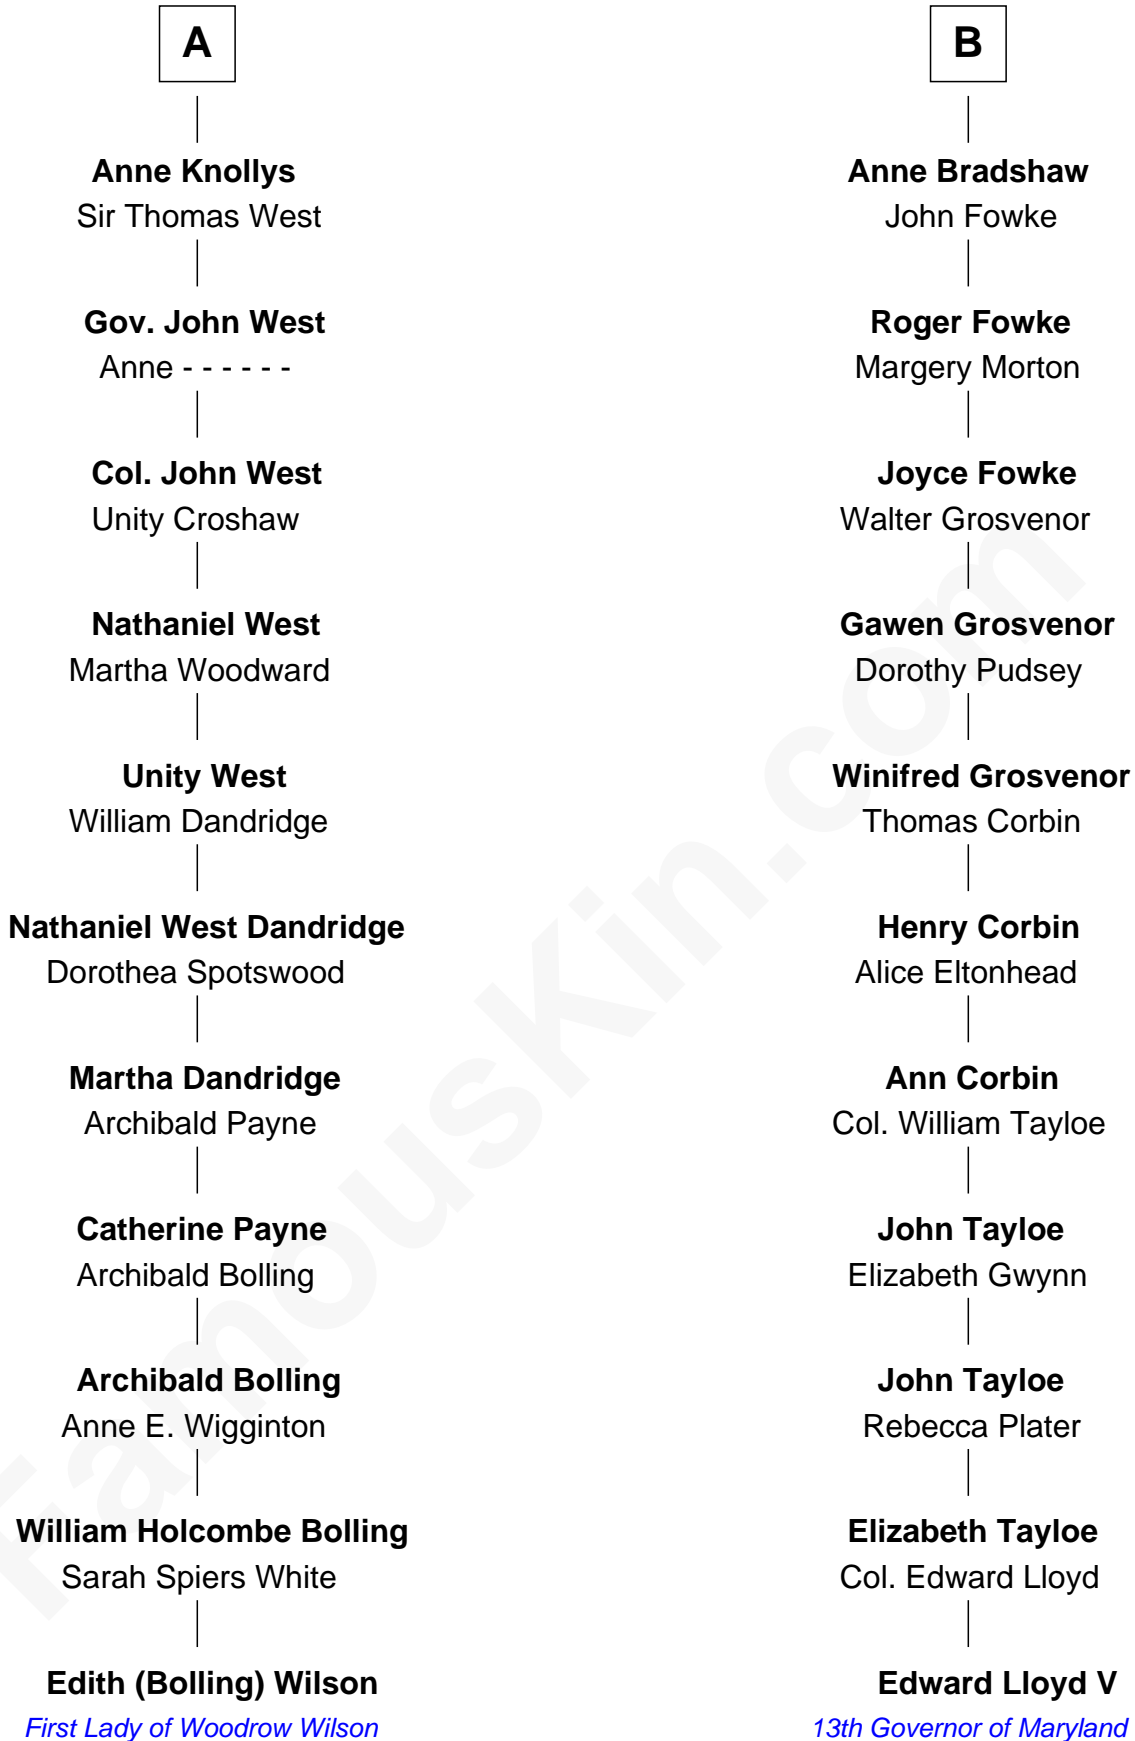 A
Anne Knollys
Sir Thomas West
Gov. John West
Anne - - - - - -
Col. John West
Unity Croshaw
Nathaniel West
Martha Woodward
Unity West
William Dandridge
Nathaniel West Dandridge
Dorothea Spotswood
Martha Dandridge
Archibald Payne
Catherine Payne
Archibald Bolling
Archibald Bolling
Anne E. Wigginton
William Holcombe Bolling
Sarah Spiers White
Edith (Bolling) Wilson
First Lady of Woodrow Wilson
B
Anne Bradshaw
John Fowke
Roger Fowke
Margery Morton
Joyce Fowke
Walter Grosvenor
Gawen Grosvenor
Dorothy Pudsey
Winifred Grosvenor
Thomas Corbin
Henry Corbin
Alice Eltonhead
Ann Corbin
Col. William Tayloe
John Tayloe
Elizabeth Gwynn
John Tayloe
Rebecca Plater
Elizabeth Tayloe
Col. Edward Lloyd
Edward Lloyd V
13th Governor of Maryland
FamousKin.com